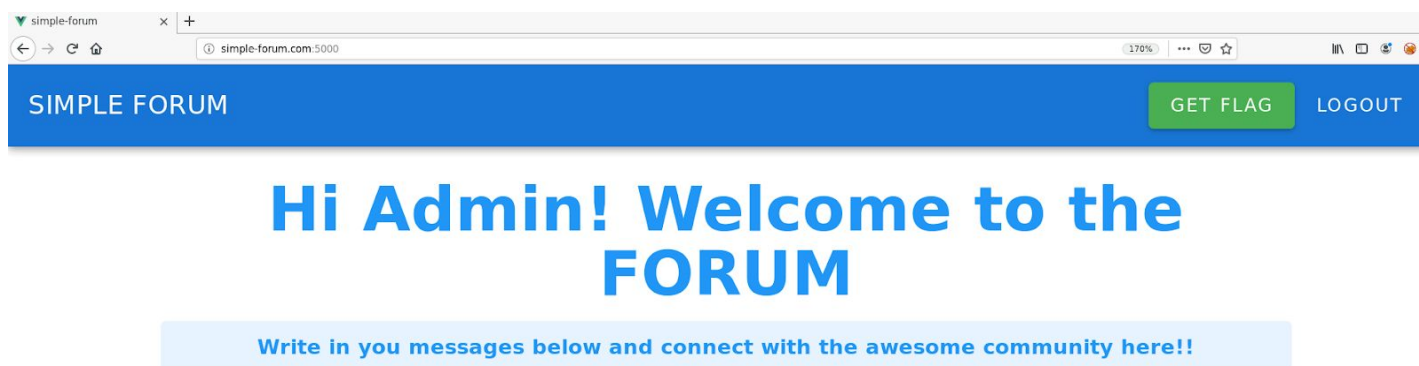 simple-forum
simple-forum.com:5000
170%
SIMPLE FORUM
GET FLAG
LOGOUT
Hi Admin! Welcome to the
FORUM
Write in you messages below and connect with the awesome community here!!